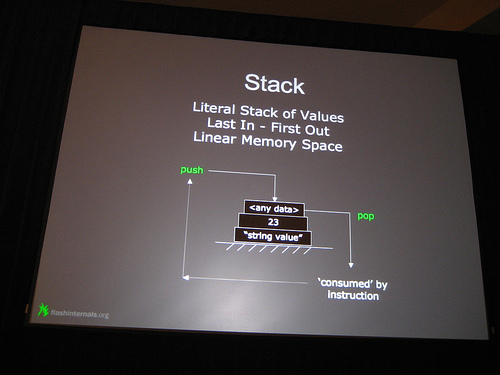 Stack
Literal Stack of Values
Last In - First Out
Linear Memory Space
push
<any data>
pop
23
"string value"
'consumed' by
instruction
flashinternals.org